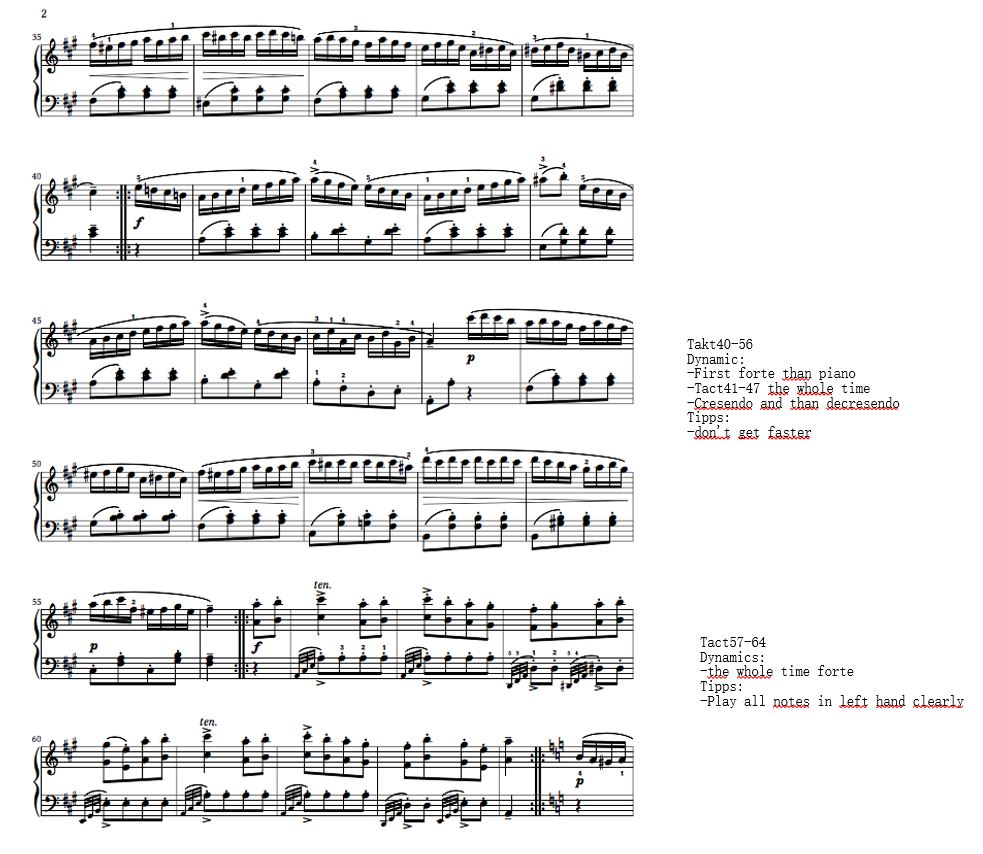 2
35
40
f
45
p
Takt40-56
Dynamic:
-First forte than piano
-Tact41-47 the whole time
-Cresendo and than decresendo
Tipps:
-don't get faster
50
55
p
ten.
f
Tact57-64
Dynamics:
-the whole time forte
Tipps:
-Play all notes in left hand clearly
60
ten.
p